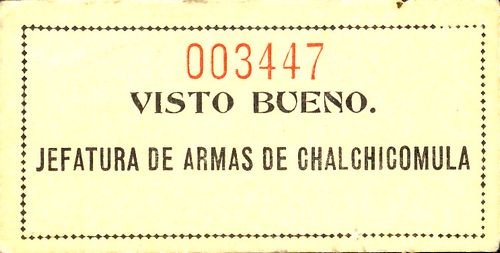 003447
VISTO BUENO.
JEFATURA DE ARMAS DE CHALCHICOMULA